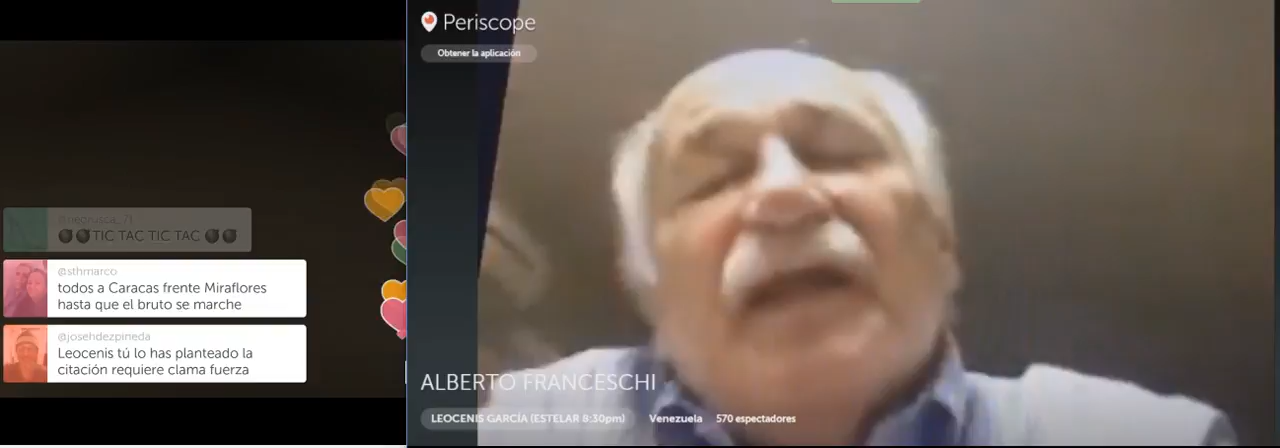 Periscope
Obtener la aplicación
TIC TAC TIC TAC
@sthmarco
todos a Caracas frente Miraflores
hasta que el bruto se marche
@josehdezpineda
Leocenis tú lo has planteado la
citación requiere clama fuerza
ALBERTO FRANCESCHI
LEOCENIS GARCÍA (ESTELAR 8:30pm) Venezuela 570 espectadores